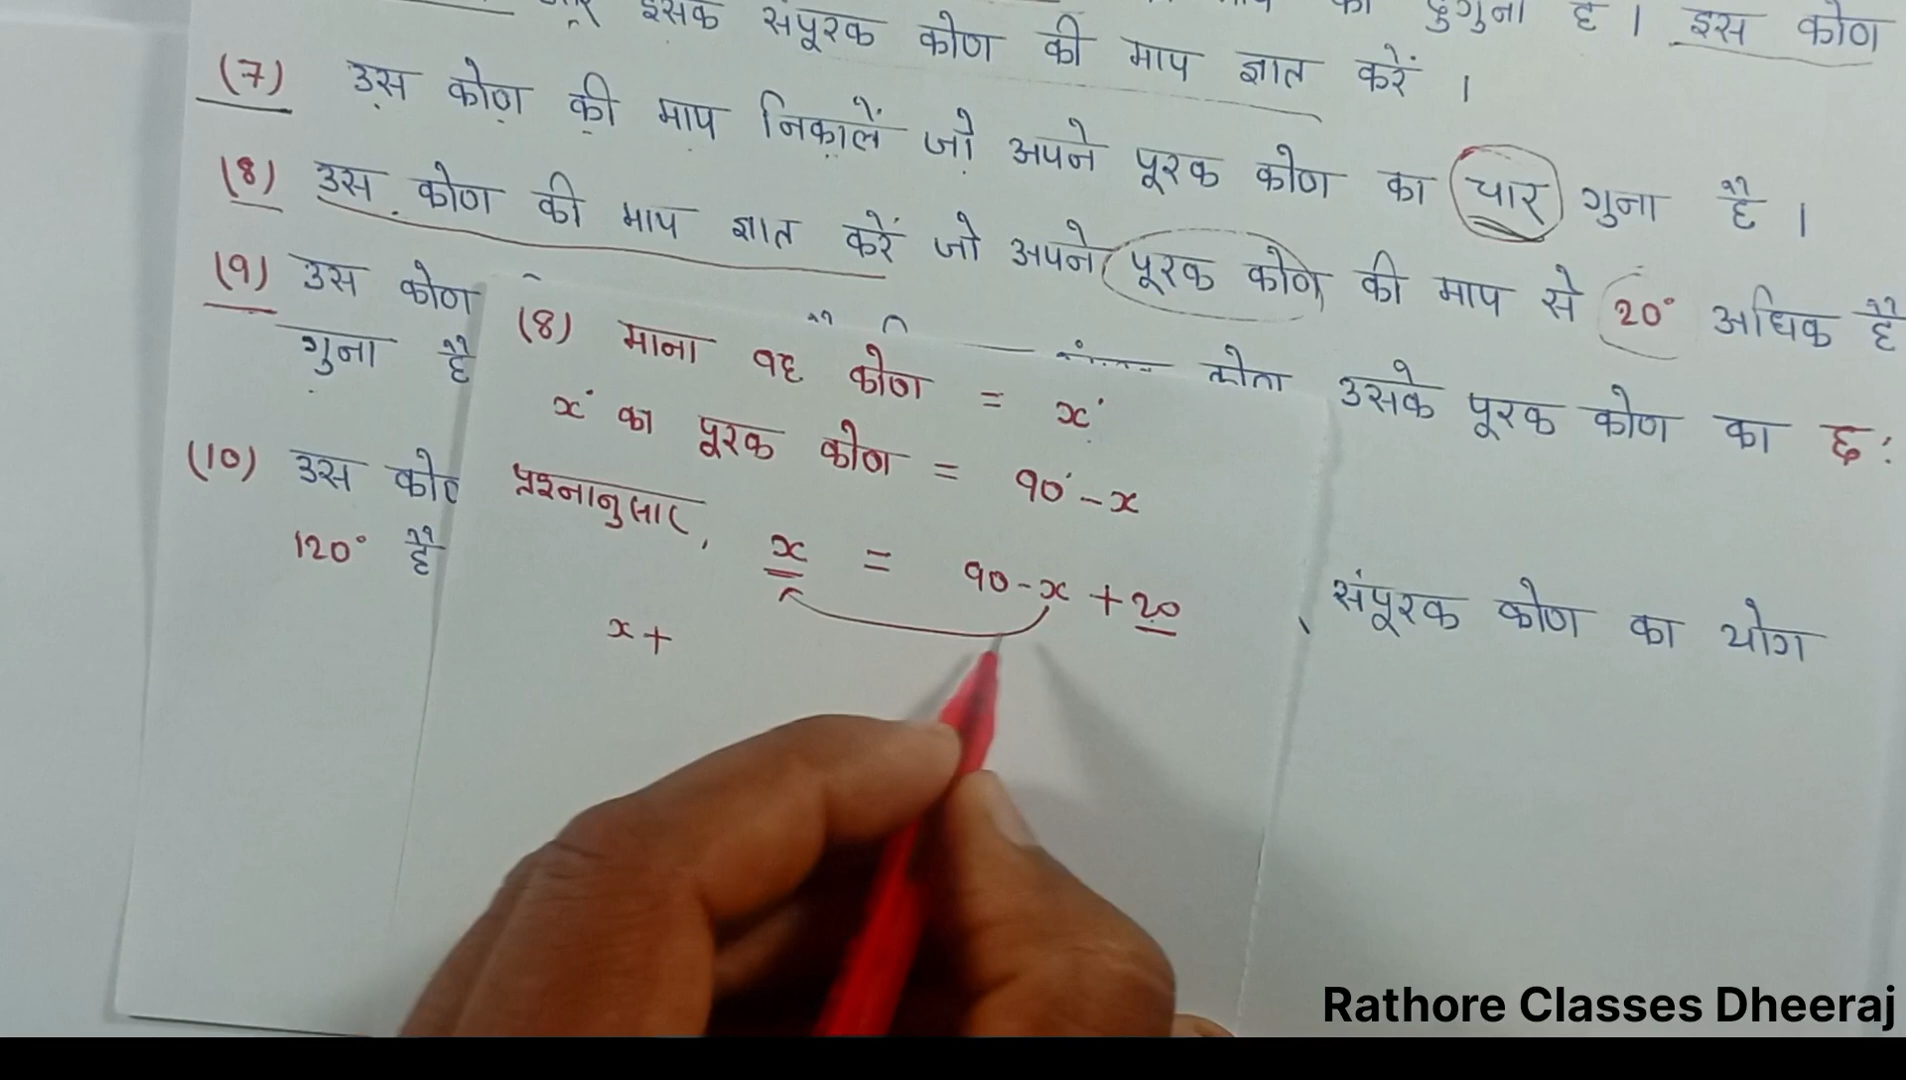 इसके संपूरक कोण की माप ज्ञात करें ।
दुगुना है । इस कोण
(7) उस कोण की माप निकालें जो अपने पूरक कोण का चार गुना है ।
(8) उस कोण की माप ज्ञात करें जो अपने पूरक कोण की माप से 20° अधिक है
(9) उस कोण
उसके पूरक कोण का छः
गुना है
(10) उस
संपूरक कोण का योग
120° है
(8) माना वह कोण = x°
x° का पूरक कोण = 90° - x
प्रश्नानुसार,
x = 90 - x + 20
x +
Rathore Classes Dheeraj